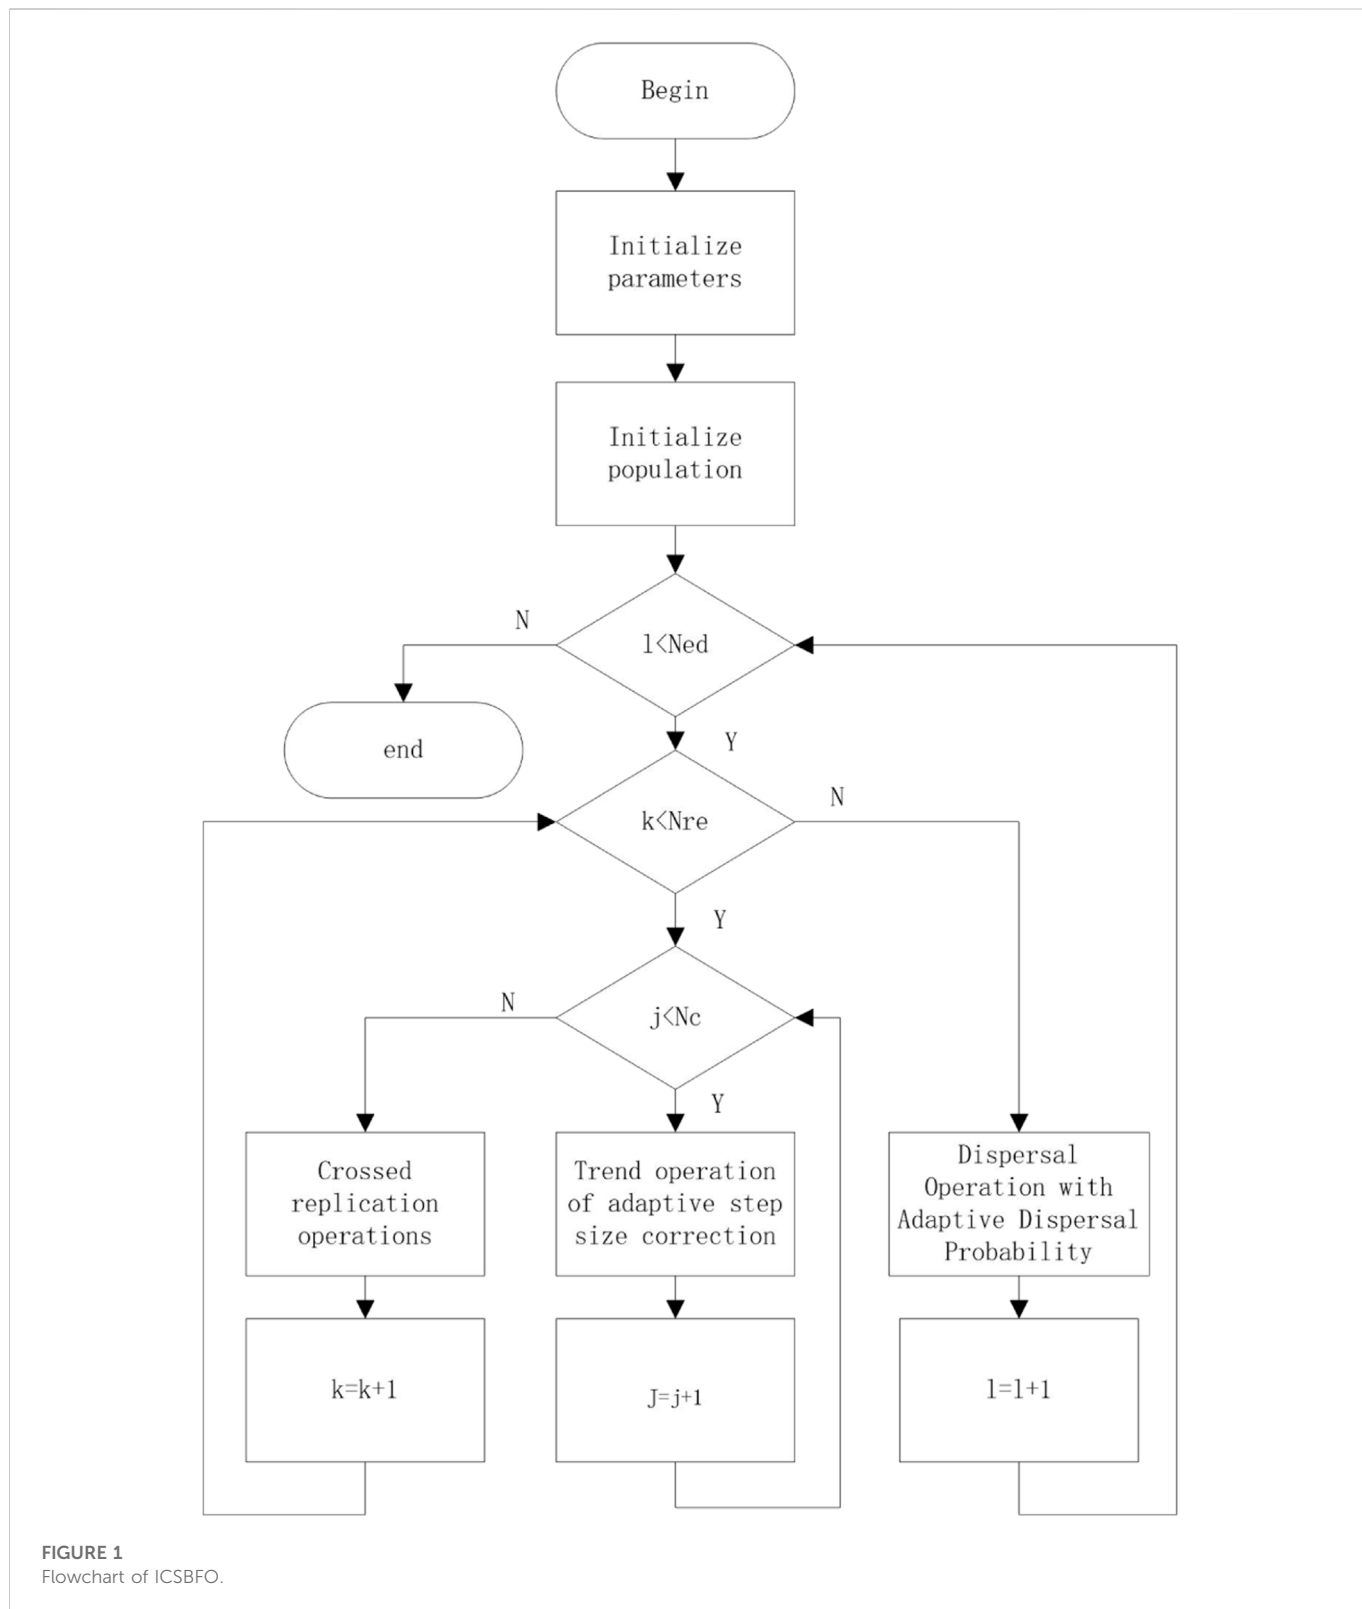 Begin
Initialize
parameters
Initialize
population
N
l<Ned
Y
end
k<Nre
N
Y
N
j<Nc
Y
Crossed
replication
operations
Trend operation
of adaptive step
size correction
Dispersal
Operation with
Adaptive Dispersal
Probability
k=k+1
J=j+1
l=l+1
FIGURE 1
Flowchart of ICSBFO.